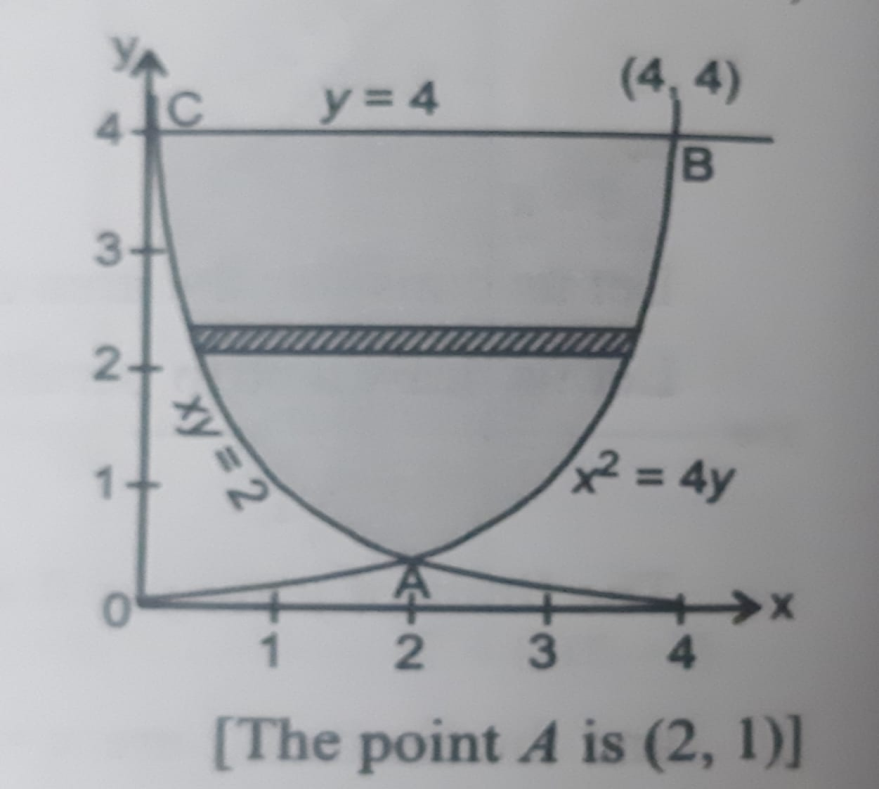 y
(4, 4)
4 C y = 4
B
3
2
xy = 2
1 x² = 4y
A
0 x
1 2 3 4
[The point A is (2, 1)]